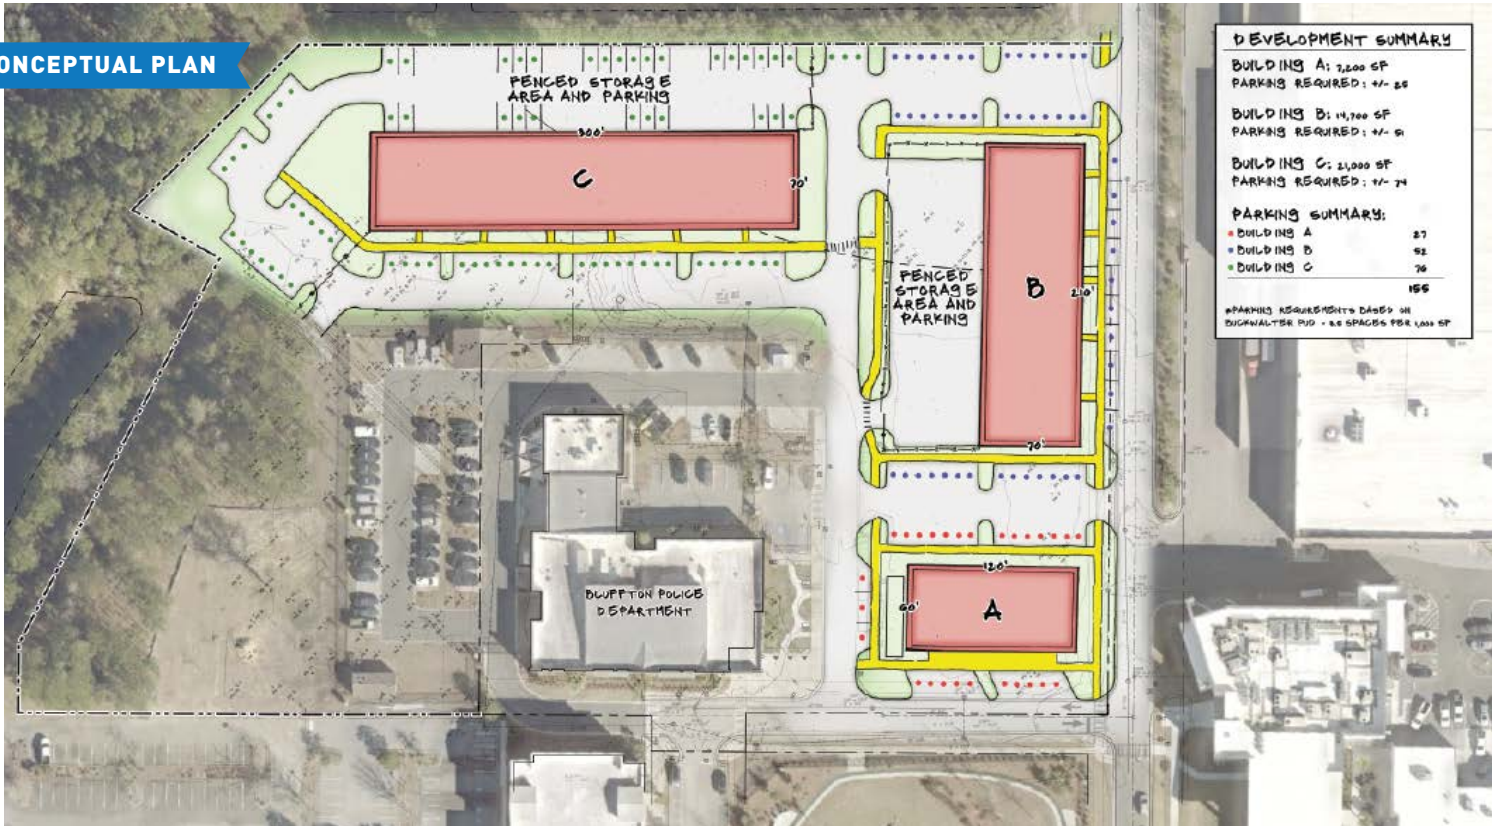 CONCEPTUAL PLAN
FENCED STORAGE
AREA AND PARKING
300'
C
70'
FENCED
STORAGE
AREA AND
PARKING
B
210'
70'
120'
60'
A
BLUFFTON POLICE
DEPARTMENT
DEVELOPMENT SUMMARY
BUILDING A: 7,200 SF
PARKING REQUIRED: +/- 25
BUILDING B: 14,700 SF
PARKING REQUIRED: +/- 51
BUILDING C: 21,000 SF
PARKING REQUIRED: +/- 74
PARKING SUMMARY:
BUILDING A 27
BUILDING B 52
BUILDING C 76
155
*PARKING REQUIREMENTS BASED ON
BUCKWALTER PUD - 3.5 SPACES PER 1,000 SF